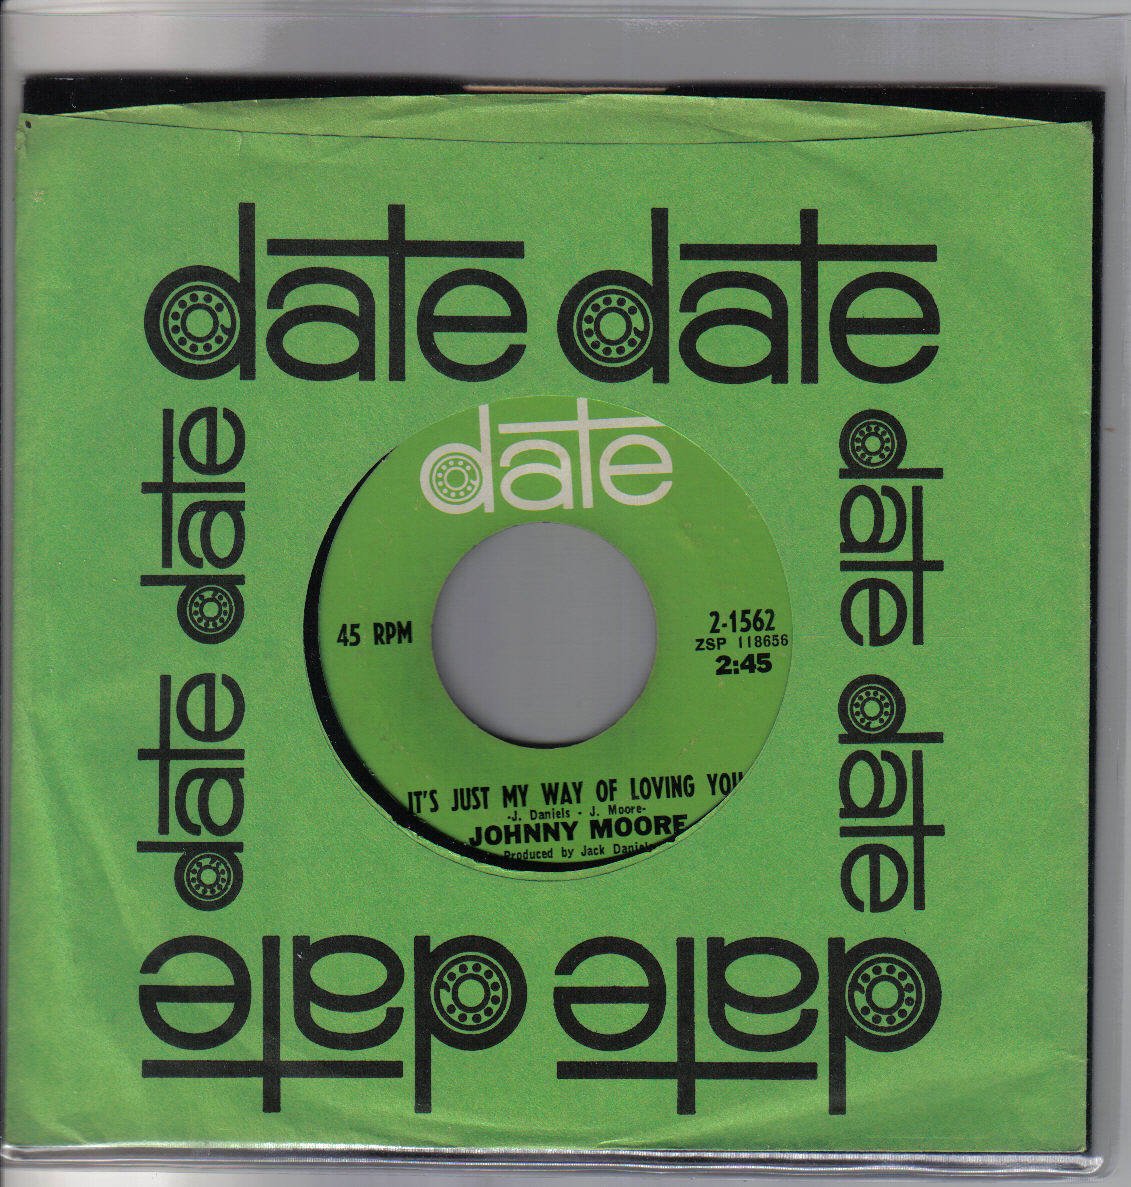 date date
date
date
date
date
date
45 RPM
2-1562
ZSP 118656
2:45
IT'S JUST MY WAY OF LOVING YOU
-J. Daniels - J. Moore-
JOHNNY MOORE
Produced by Jack Daniels
date date